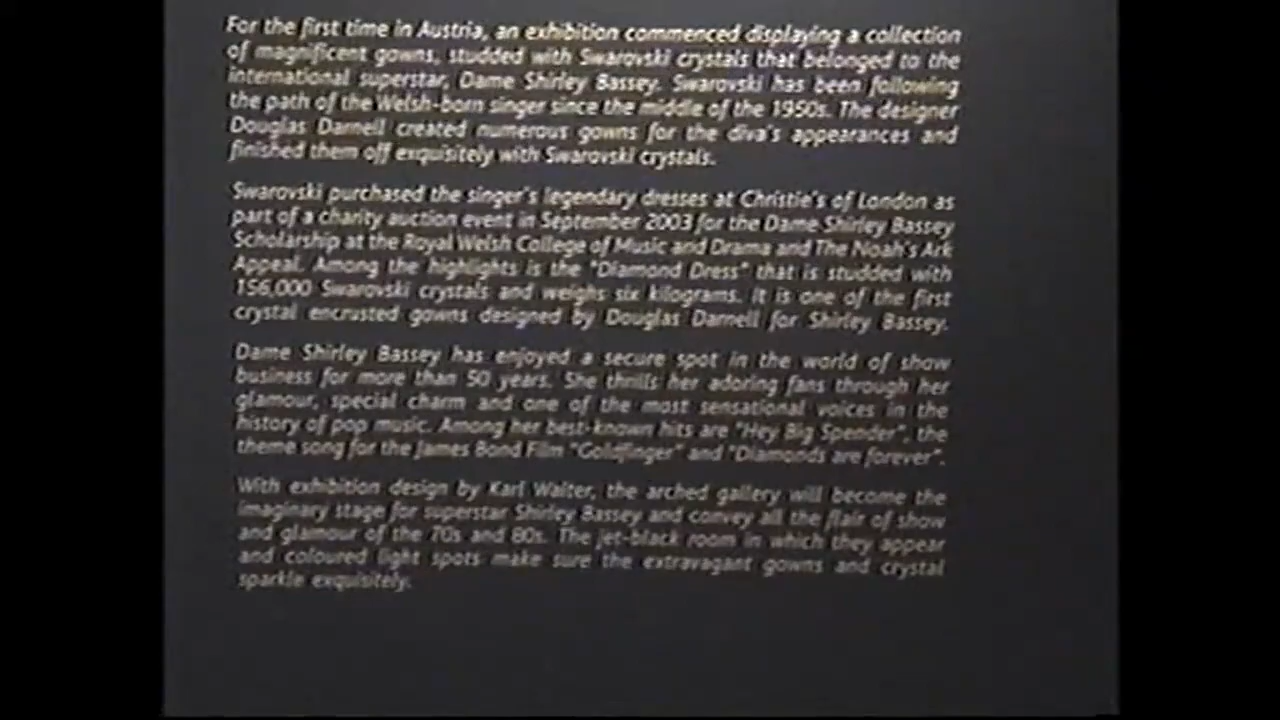 For the first time in Austria, an exhibition commenced displaying a collection
of magnificent gowns, studded with Swarovski crystals that belonged to the
international superstar, Dame Shirley Bassey. Swarovski has been following
the path of the Welsh-born singer since the middle of the 1950s. The designer
Douglas Darnell created numerous gowns for the diva's appearances and
finished them off exquisitely with Swarovski crystals.
Swarovski purchased the singer's legendary dresses at Christie's of London as
part of a charity auction event in September 2003 for the Dame Shirley Bassey
Scholarship at the Royal Welsh College of Music and Drama and The Noah's Ark
Appeal. Among the highlights is the "Diamond Dress" that is studded with
156,000 Swarovski crystals and weighs six kilograms. It is one of the first
crystal encrusted gowns designed by Douglas Darnell for Shirley Bassey.
Dame Shirley Bassey has enjoyed a secure spot in the world of show
business for more than 50 years. She thrills her adoring fans through her
glamour, special charm and one of the most sensational voices in the
history of pop music. Among her best-known hits are "Hey Big Spender", the
theme song for the James Bond Film "Goldfinger" and "Diamonds are forever".
With exhibition design by Karl Walter, the arched gallery will become the
imaginary stage for superstar Shirley Bassey and convey all the flair of show
and glamour of the 70s and 80s. The jet-black room in which they appear
and coloured light spots make sure the extravagant gowns and crystal
sparkle exquisitely.